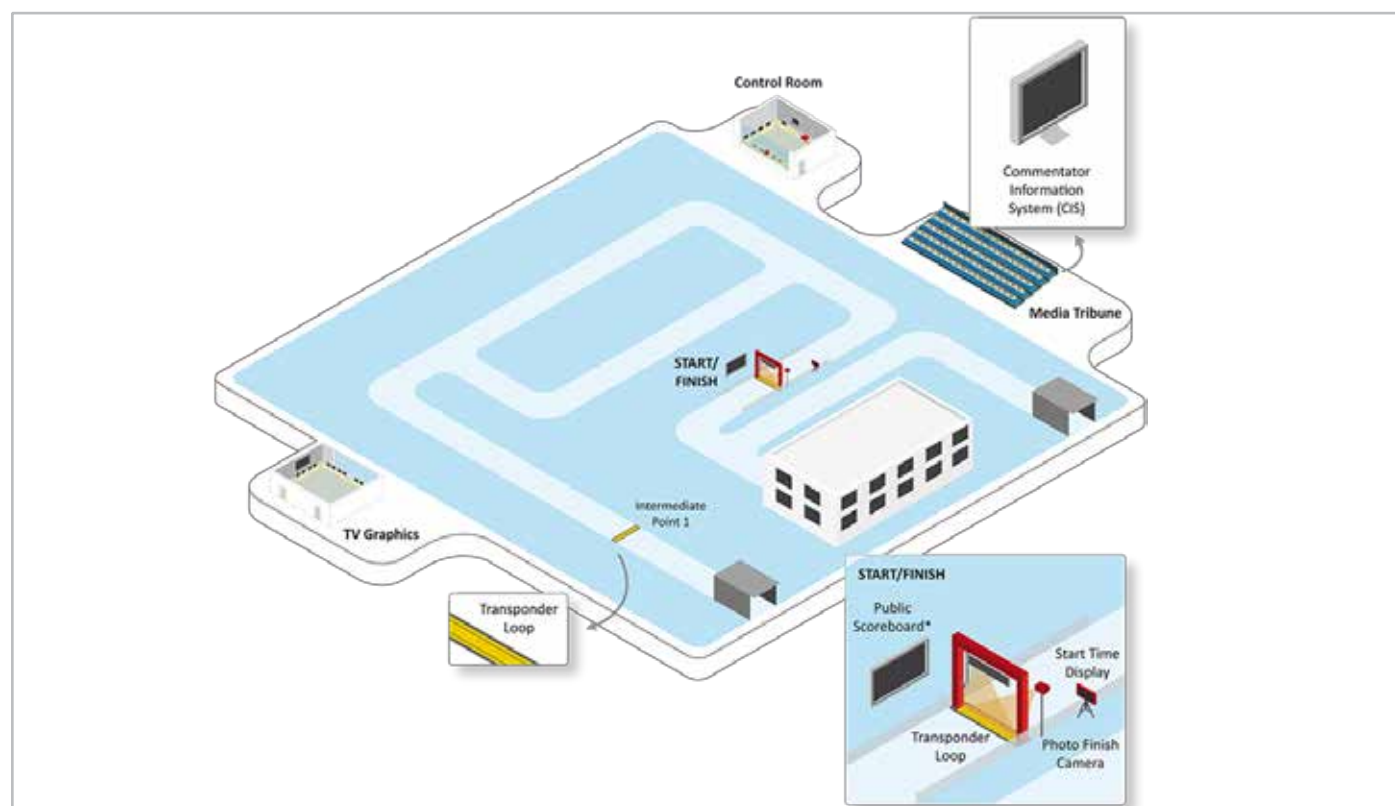 Control Room
Commentator
Information
System (CIS)
Media Tribune
START/
FINISH
Intermediate
Point 1
TV Graphics
Transponder
Loop
START/FINISH
Public
Scoreboard*
Start Time
Display
Transponder
Loop
Photo Finish
Camera